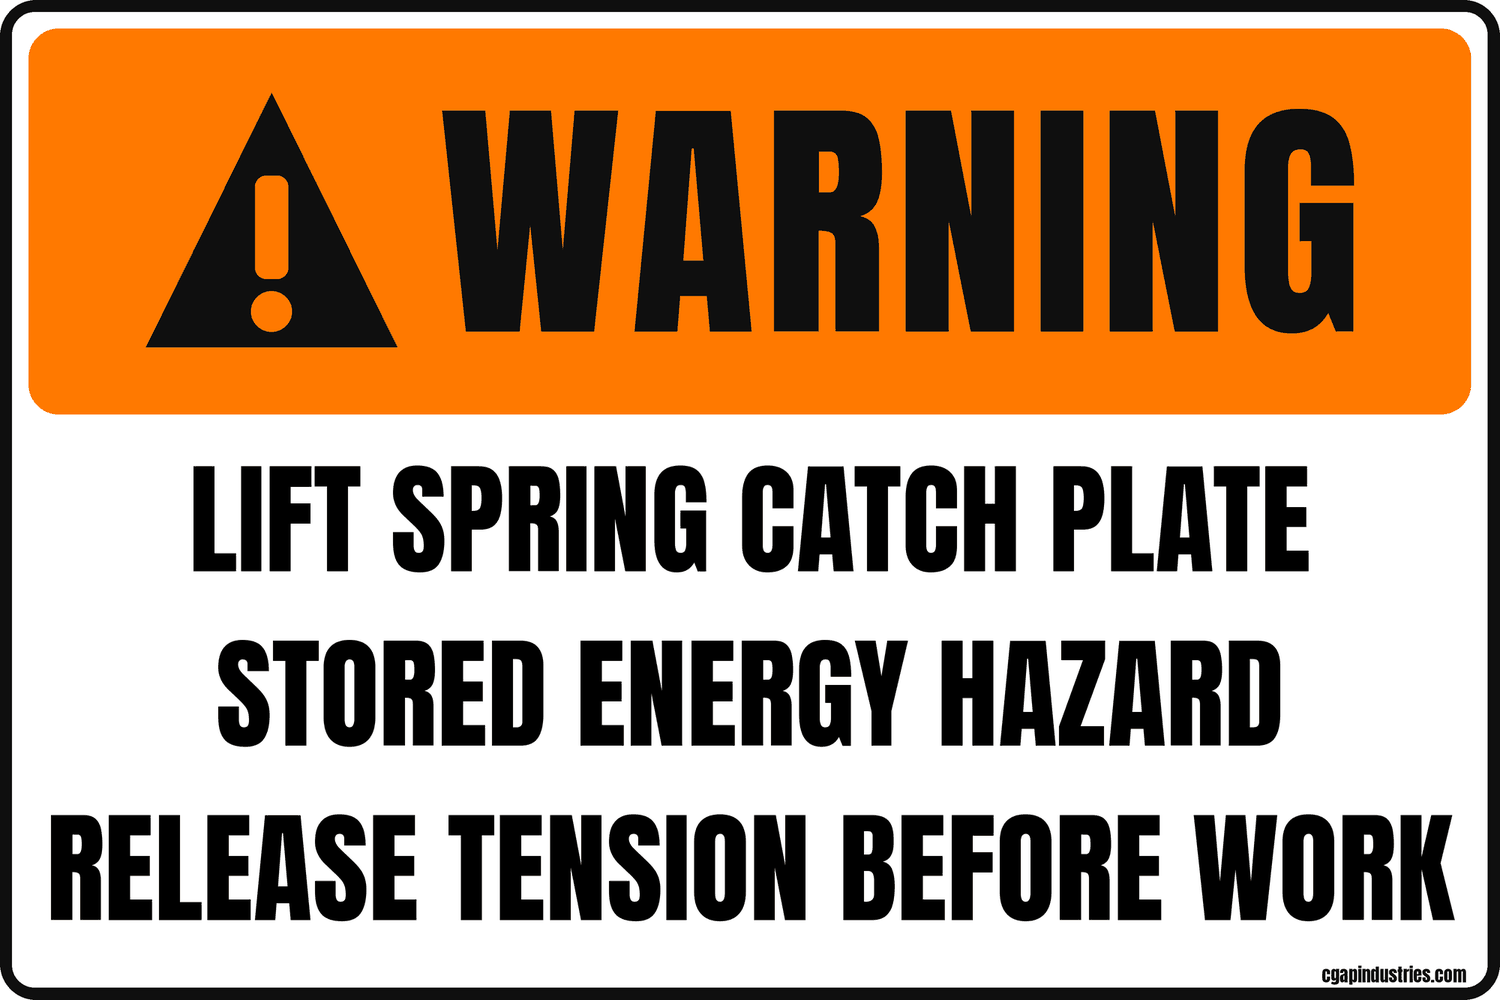 WARNING
LIFT SPRING CATCH PLATE
STORED ENERGY HAZARD
RELEASE TENSION BEFORE WORK
cgapindustries.com